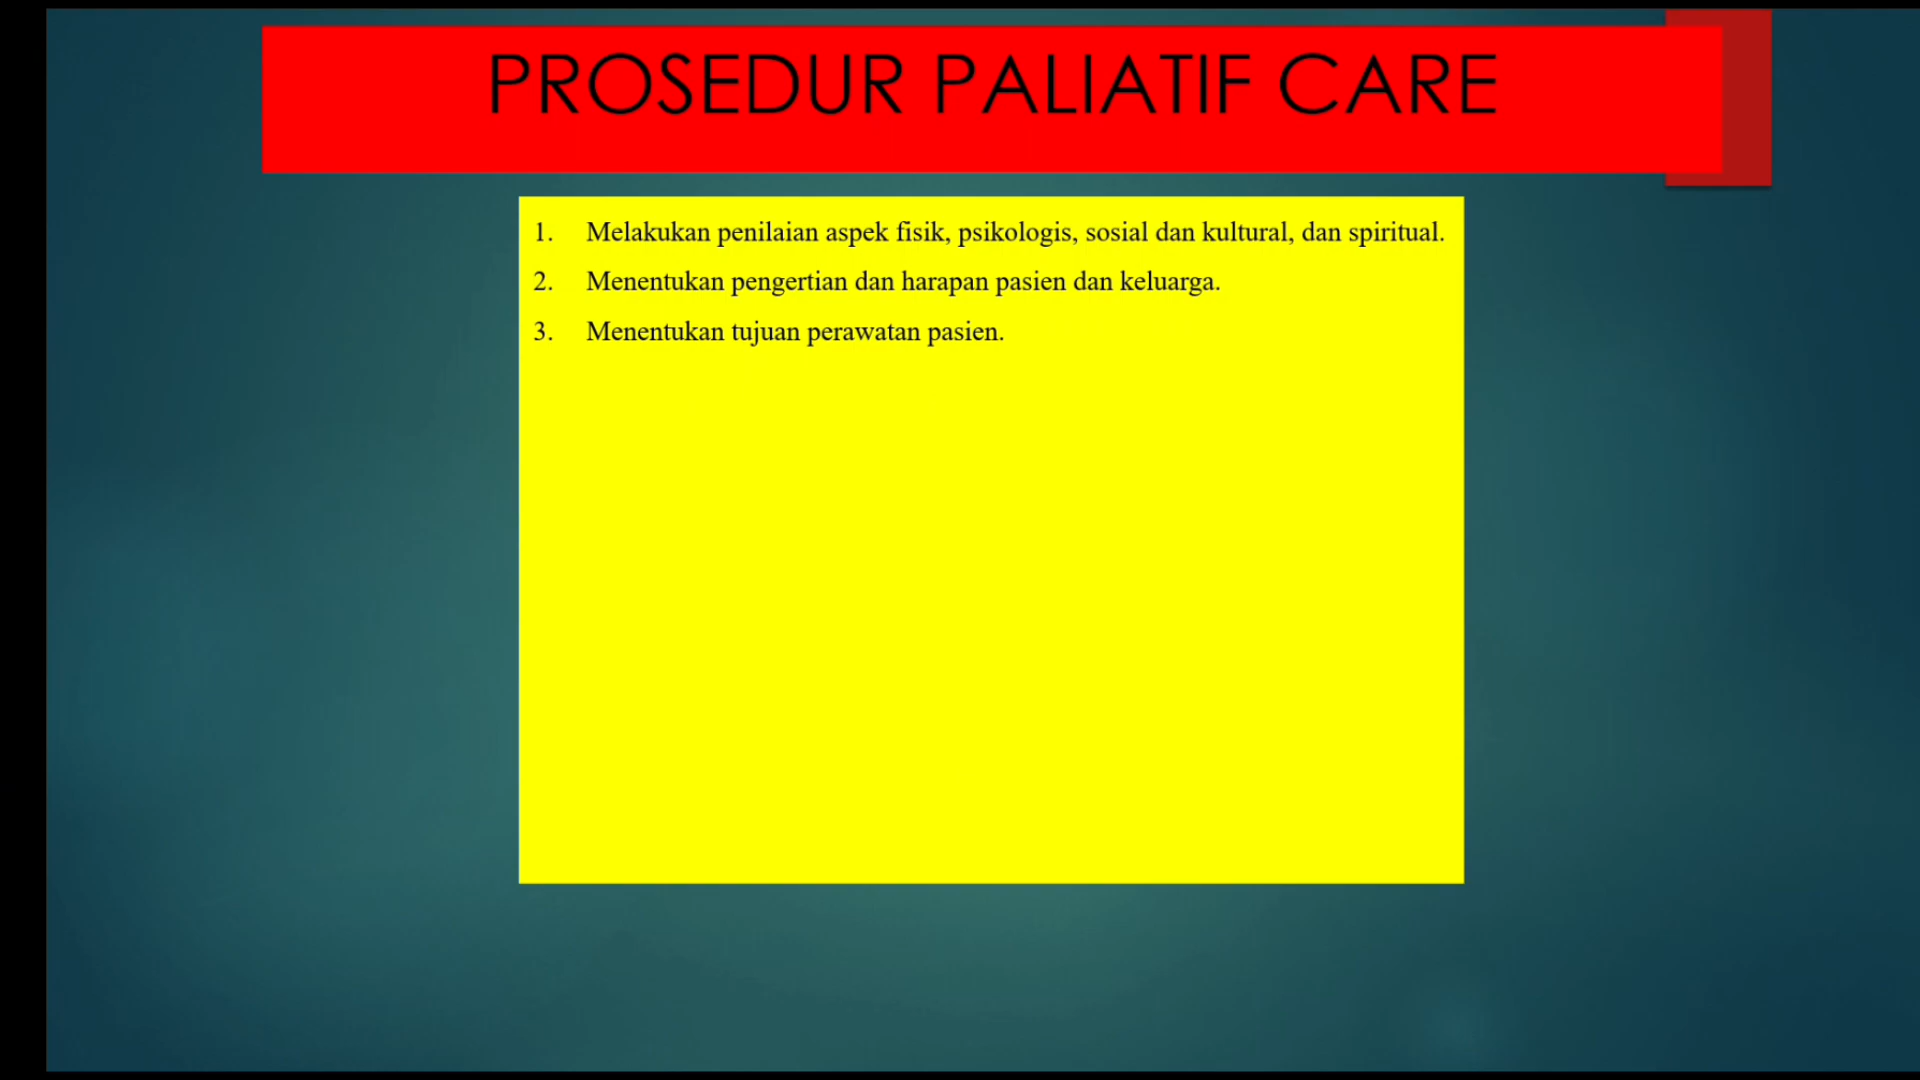 PROSEDUR PALIATIF CARE
1. Melakukan penilaian aspek fisik, psikologis, sosial dan kultural, dan spiritual.
2. Menentukan pengertian dan harapan pasien dan keluarga.
3. Menentukan tujuan perawatan pasien.